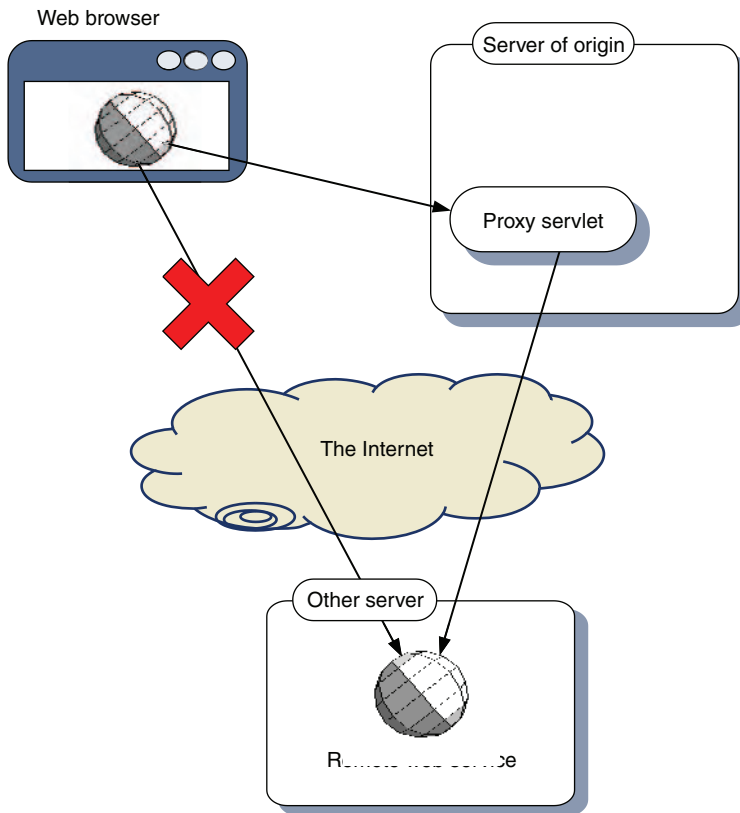 Web browser
Server of origin
Proxy servlet
The Internet
Other server